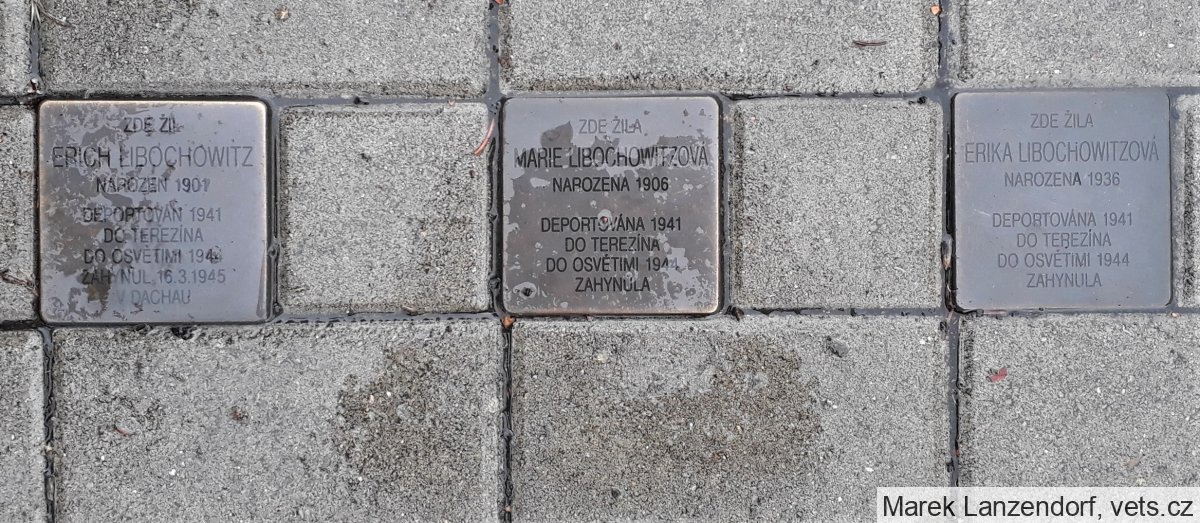 ZDE ŽIL
ERICH LIBOCHOWITZ
NAROZEN 1901
DEPORTOVÁN 1941
DO TEREZÍNA
DO OSVĚTIMI 1944
ZAHYNUL 16.3.1945
V DACHAU
ZDE ŽILA
MARIE LIBOCHOWITZOVÁ
NAROZENA 1906
DEPORTOVÁNA 1941
DO TEREZÍNA
DO OSVĚTIMI 1944
ZAHYNULA
ZDE ŽILA
ERIKA LIBOCHOWITZOVÁ
NAROZENA 1936
DEPORTOVÁNA 1941
DO TEREZÍNA
DO OSVĚTIMI 1944
ZAHYNULA
Marek Lanzendorf, vets.cz